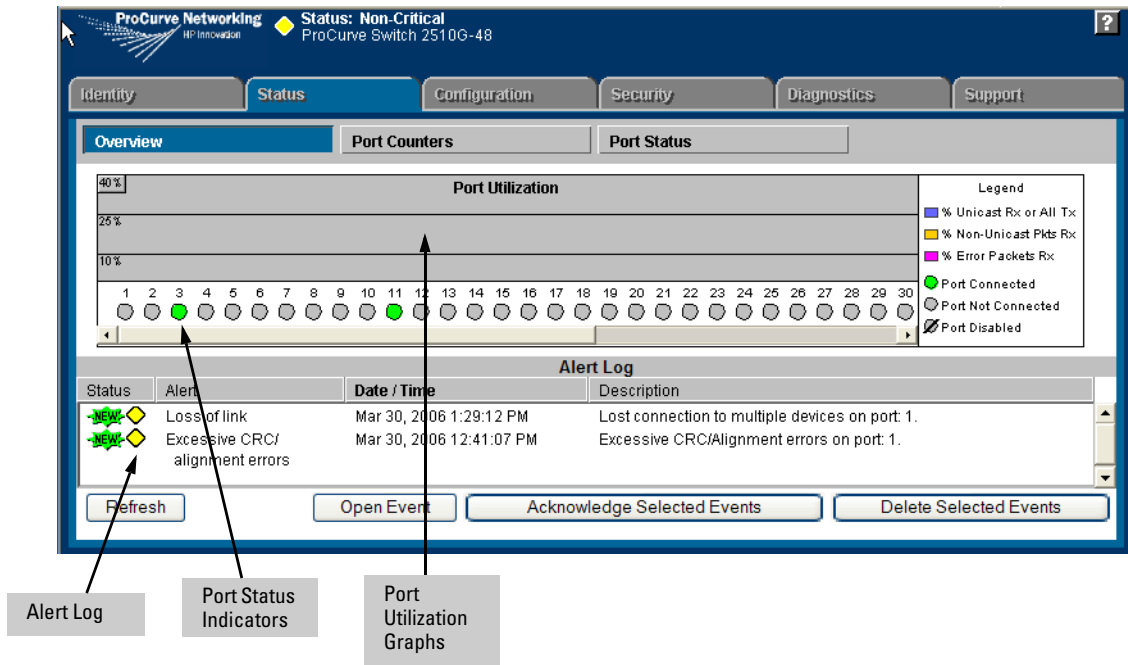 ProCurve Networking
HP Innovation
Status: Non-Critical
ProCurve Switch 2510G-48
?
Identity
Status
Configuration
Security
Diagnostics
Support
Overview
Port Counters
Port Status
40 %
Port Utilization
25 %
10 %
1 2 3 4 5 6 7 8 9 10 11 12 13 14 15 16 17 18 19 20 21 22 23 24 25 26 27 28 29 30
Legend
% Unicast Rx or All Tx
% Non-Unicast Pkts Rx
% Error Packets Rx
Port Connected
Port Not Connected
Port Disabled
Alert Log
Status Alert Date / Time Description
NEW Loss of link Mar 30, 2006 1:29:12 PM Lost connection to multiple devices on port: 1.
NEW Excessive CRC/ Mar 30, 2006 12:41:07 PM Excessive CRC/Alignment errors on port: 1.
alignment errors
Refresh
Open Event
Acknowledge Selected Events
Delete Selected Events
Alert Log
Port Status
Indicators
Port
Utilization
Graphs